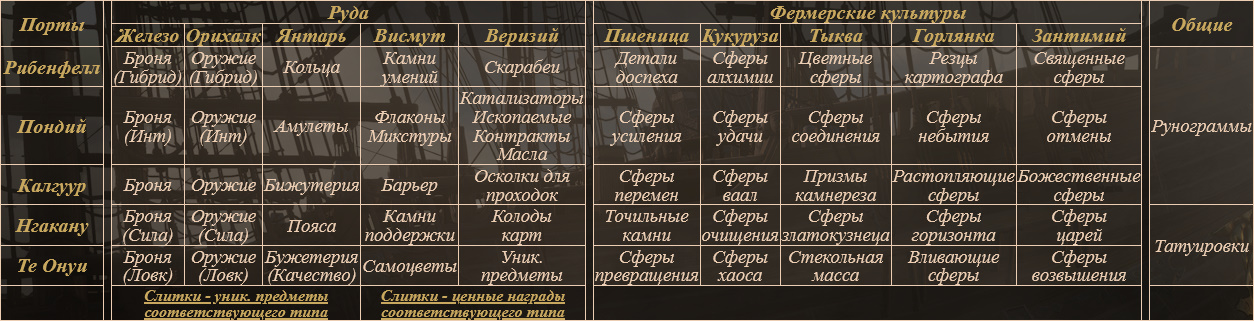 Порты Руда Фермерские культуры Общие
Железо Орихалк Янтарь Висмут Веризий Пшеница Кукуруза Тыква Горлянка Зантимий
Рибенфелл Броня (Гибрид) Оружие (Гибрид) Кольца Камни умений Скарабеи Детали доспеха Сферы алхимии Цветные сферы Резцы картографа Священные сферы Рунограммы
Пондий Броня (Инт) Оружие (Инт) Амулеты Флаконы Микстуры Катализаторы Ископаемые Контракты Масла Сферы усиления Сферы удачи Сферы соединения Сферы небытия Сферы отмены
Калгуур Броня Оружие Бижутерия Барьер Осколки для проходок Сферы перемен Сферы ваал Призмы камнереза Растопляющие сферы Божественные сферы
Нгакану Броня (Сила) Оружие (Сила) Пояса Камни поддержки Колоды карт Точильные камни Сферы очищения Сферы златокузнеца Сферы горизонта Сферы царей Татуировки
Те Онуи Броня (Ловк) Оружие (Ловк) Бужетерия (Качество) Самоцветы Уник. предметы Сферы превращения Сферы хаоса Стекольная масса Вливающие сферы Сферы возвышения
Слитки - уник. предметы соответствующего типа Слитки - ценные награды соответствующего типа